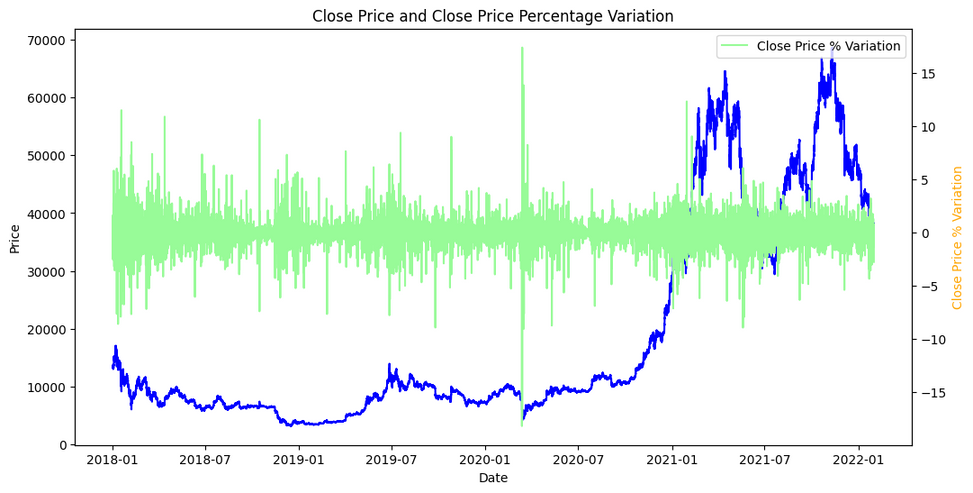 Close Price and Close Price Percentage Variation
Close Price % Variation
70000
60000
50000
40000
30000
20000
10000
0
Price
15
10
5
0
−5
−10
−15
Close Price % Variation
2018-01 2018-07 2019-01 2019-07 2020-01 2020-07 2021-01 2021-07 2022-01
Date